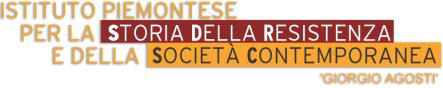 ISTITUTO PIEMONTESE
PER LA STORIA DELLA RESISTENZA
E DELLA SOCIETÀ CONTEMPORANEA
'GIORGIO AGOSTI'